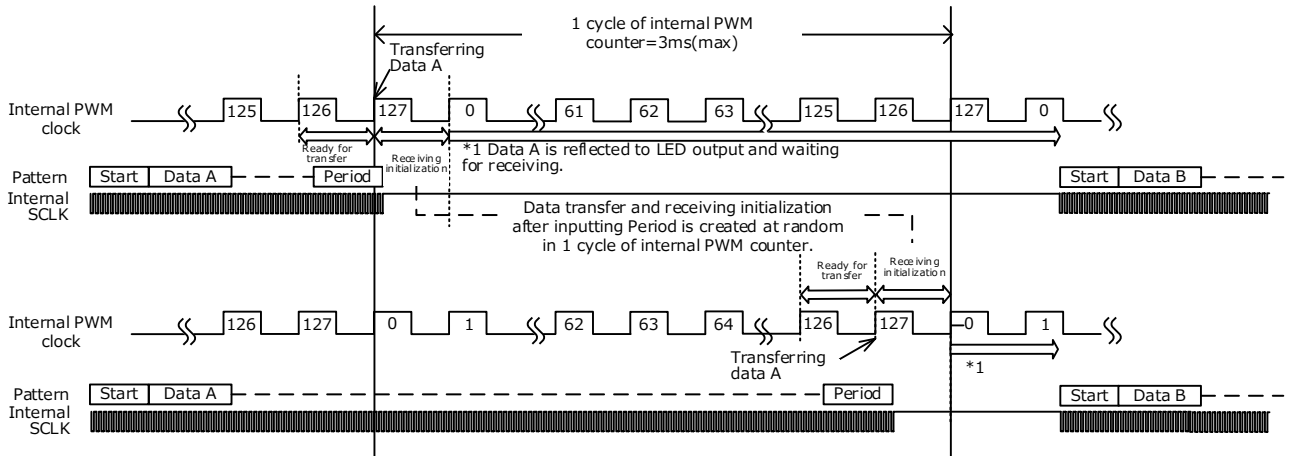 1 cycle of internal PWM
counter=3ms(max)
Transferring
Data A
Internal PWM
clock
125 126 127 0 61 62 63 125 126 127 0
Ready for
transfer
Receiving
initialization
*1 Data A is reflected to LED output and waiting
for receiving.
Pattern
Start Data A Period Start Data B
Internal
SCLK
Data transfer and receiving initialization
after inputting Period is created at random
in 1 cycle of internal PWM counter.
Ready for
transfer
Receiving
initialization
Internal PWM
clock
126 127 0 1 62 63 64 126 127 0 1
Transferring
data A
*1
Pattern
Start Data A Period Start Data B
Internal
SCLK